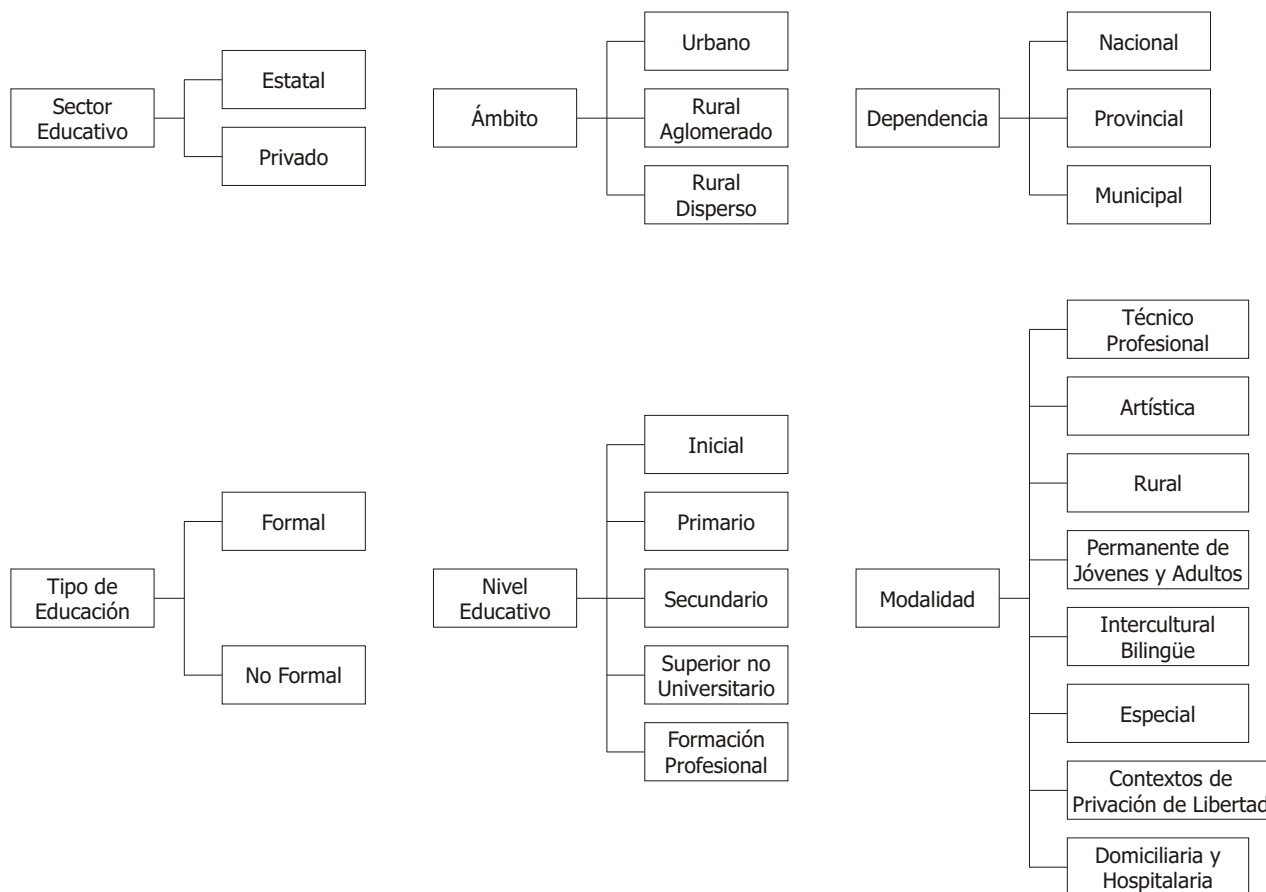 Sector
Educativo
Estatal
Privado
Ámbito
Urbano
Rural
Aglomerado
Rural
Disperso
Dependencia
Nacional
Provincial
Municipal
Tipo de
Educación
Formal
No Formal
Nivel
Educativo
Inicial
Primario
Secundario
Superior no
Universitario
Formación
Profesional
Modalidad
Técnico
Profesional
Artística
Rural
Permanente de
Jóvenes y Adultos
Intercultural
Bilingüe
Especial
Contextos de
Privación de Libertad
Domiciliaria y
Hospitalaria